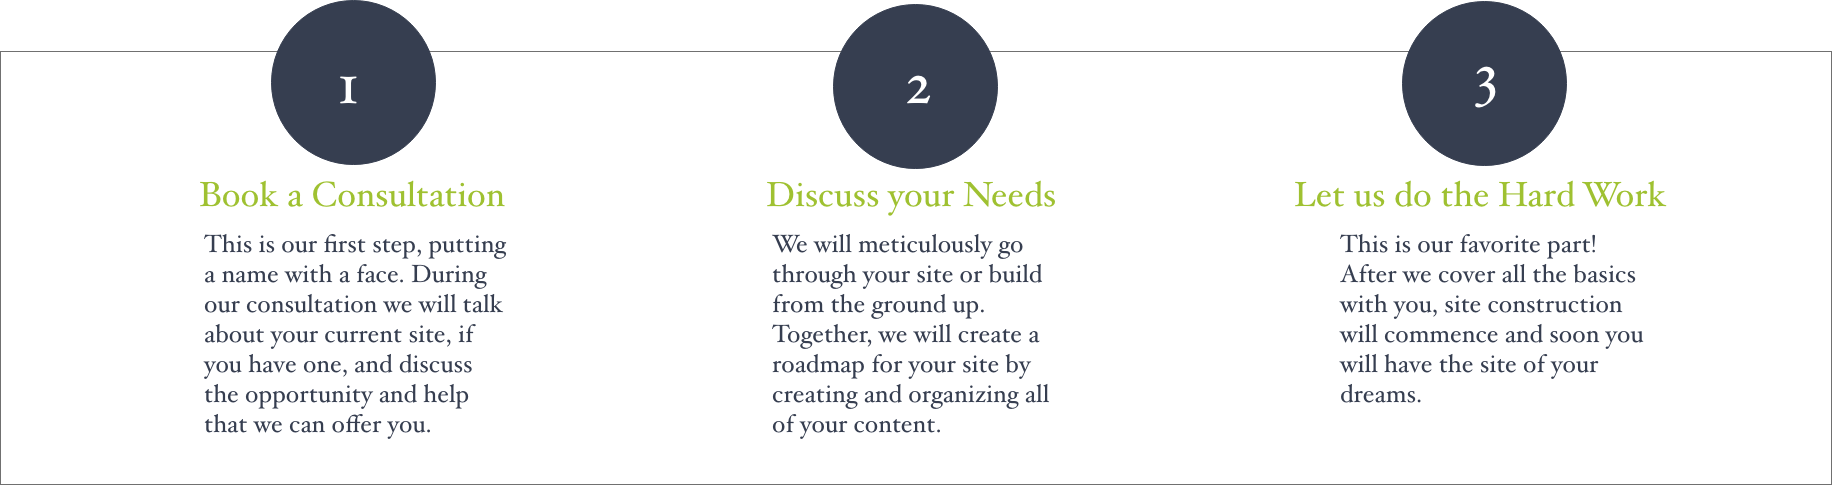 1
Book a Consultation
This is our first step, putting
a name with a face. During
our consultation we will talk
about your current site, if
you have one, and discuss
the opportunity and help
that we can offer you.
2
Discuss your Needs
We will meticulously go
through your site or build
from the ground up.
Together, we will create a
roadmap for your site by
creating and organizing all
of your content.
3
Let us do the Hard Work
This is our favorite part!
After we cover all the basics
with you, site construction
will commence and soon you
will have the site of your
dreams.